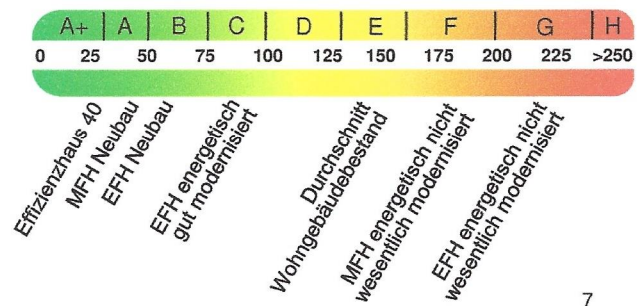 A+ A B C D E F G H
0 25 50 75 100 125 150 175 200 225 >250
Effizienzhaus 40
MFH Neubau
EFH Neubau
EFH energetisch
gut modernisiert
Durchschnitt
Wohngebäudebestand
MFH energetisch nicht
wesentlich modernisiert
EFH energetisch nicht
wesentlich modernisiert
7